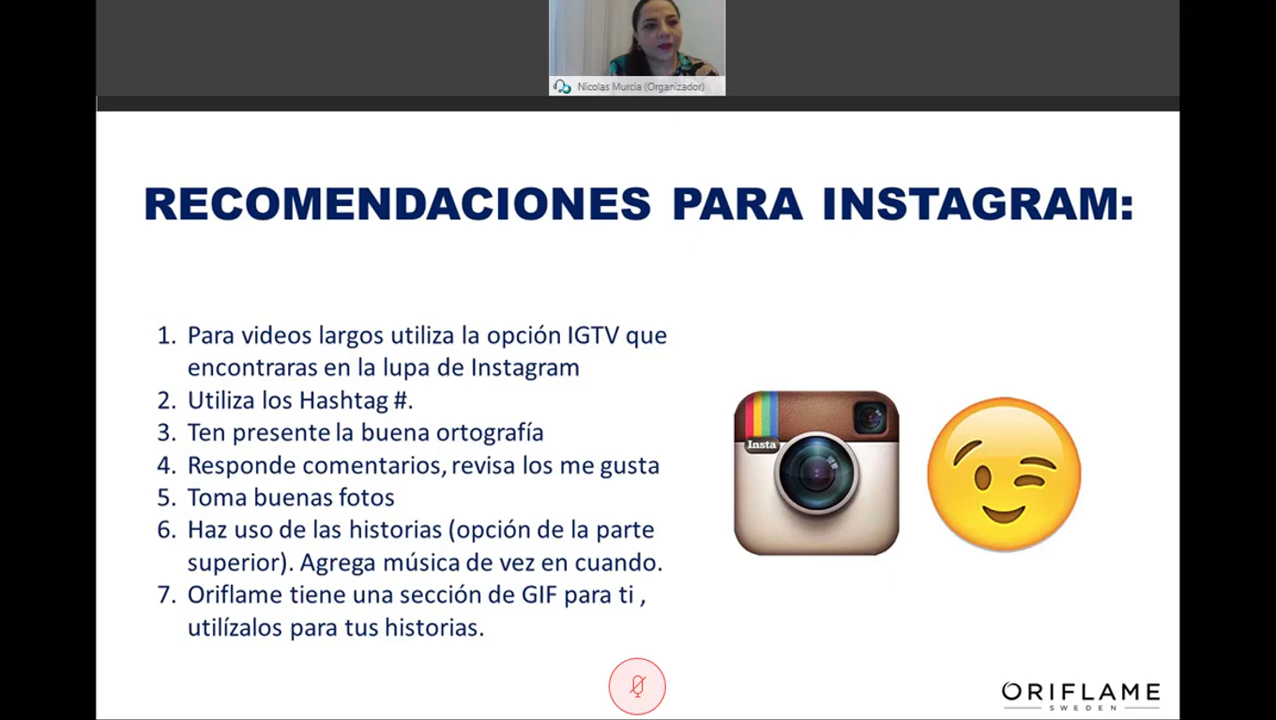 Nicolas Murcia (Organizador)
RECOMENDACIONES PARA INSTAGRAM:
1. Para videos largos utiliza la opción IGTV que
encontraras en la lupa de Instagram
2. Utiliza los Hashtag #.
3. Ten presente la buena ortografía
4. Responde comentarios, revisa los me gusta
5. Toma buenas fotos
6. Haz uso de las historias (opción de la parte
superior). Agrega música de vez en cuando.
7. Oriflame tiene una sección de GIF para ti ,
utilízalos para tus historias.
Insta
ORIFLAME
SWEDEN